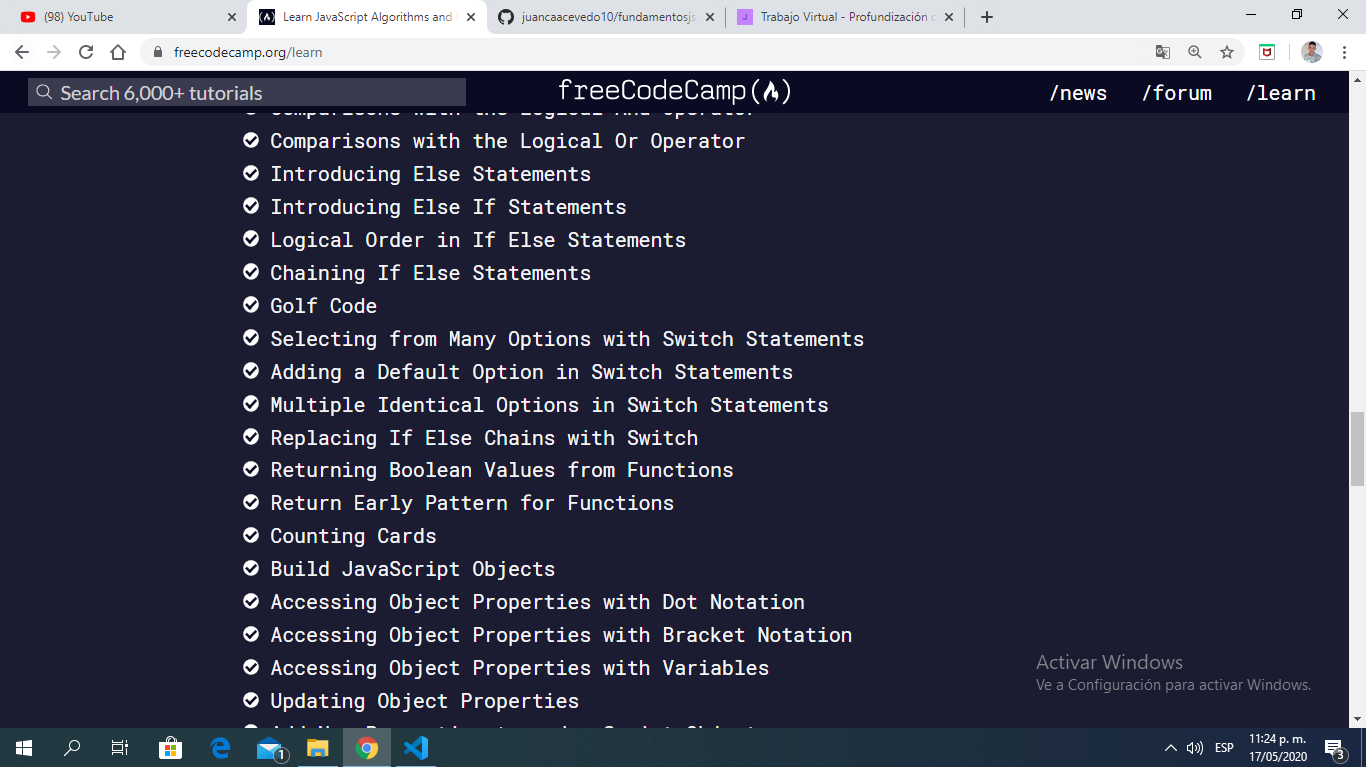 (98) YouTube
Learn JavaScript Algorithms and
juancaacevedo10/fundamentosjs
Trabajo Virtual - Profundización
freecodecamp.org/learn
Search 6,000+ tutorials
freeCodeCamp
/news
/forum
/learn
Comparisons with the Logical And Operator
Comparisons with the Logical Or Operator
Introducing Else Statements
Introducing Else If Statements
Logical Order in If Else Statements
Chaining If Else Statements
Golf Code
Selecting from Many Options with Switch Statements
Adding a Default Option in Switch Statements
Multiple Identical Options in Switch Statements
Replacing If Else Chains with Switch
Returning Boolean Values from Functions
Return Early Pattern for Functions
Counting Cards
Build JavaScript Objects
Accessing Object Properties with Dot Notation
Accessing Object Properties with Bracket Notation
Accessing Object Properties with Variables
Updating Object Properties
Activar Windows
Ve a Configuración para activar Windows.
1
ESP
11:24 p. m.
17/05/2020
3